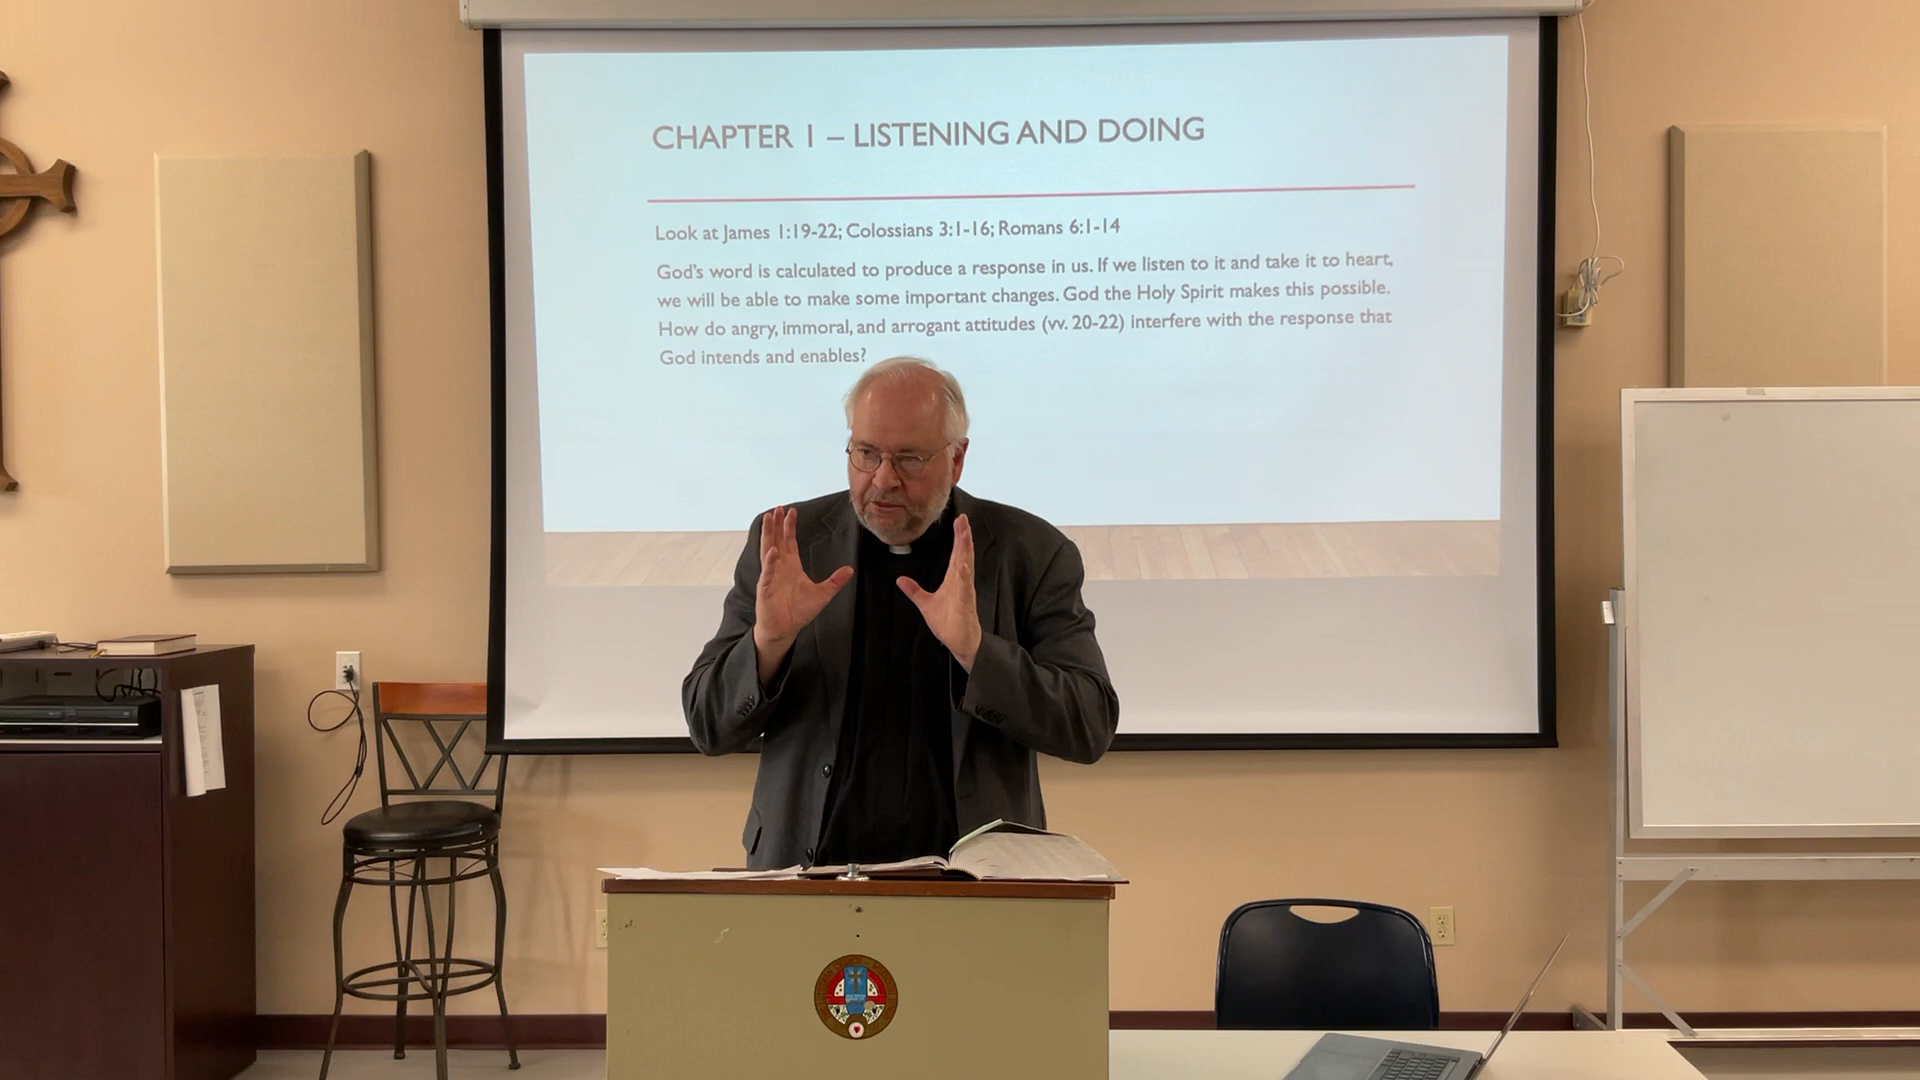 CHAPTER 1 – LISTENING AND DOING
Look at James 1:19-22; Colossians 3:1-16; Romans 6:1-14
God's word is calculated to produce a response in us. If we listen to it and take it to heart,
we will be able to make some important changes. God the Holy Spirit makes this possible.
How do angry, immoral, and arrogant attitudes (vv. 20-22) interfere with the response that
God intends and enables?